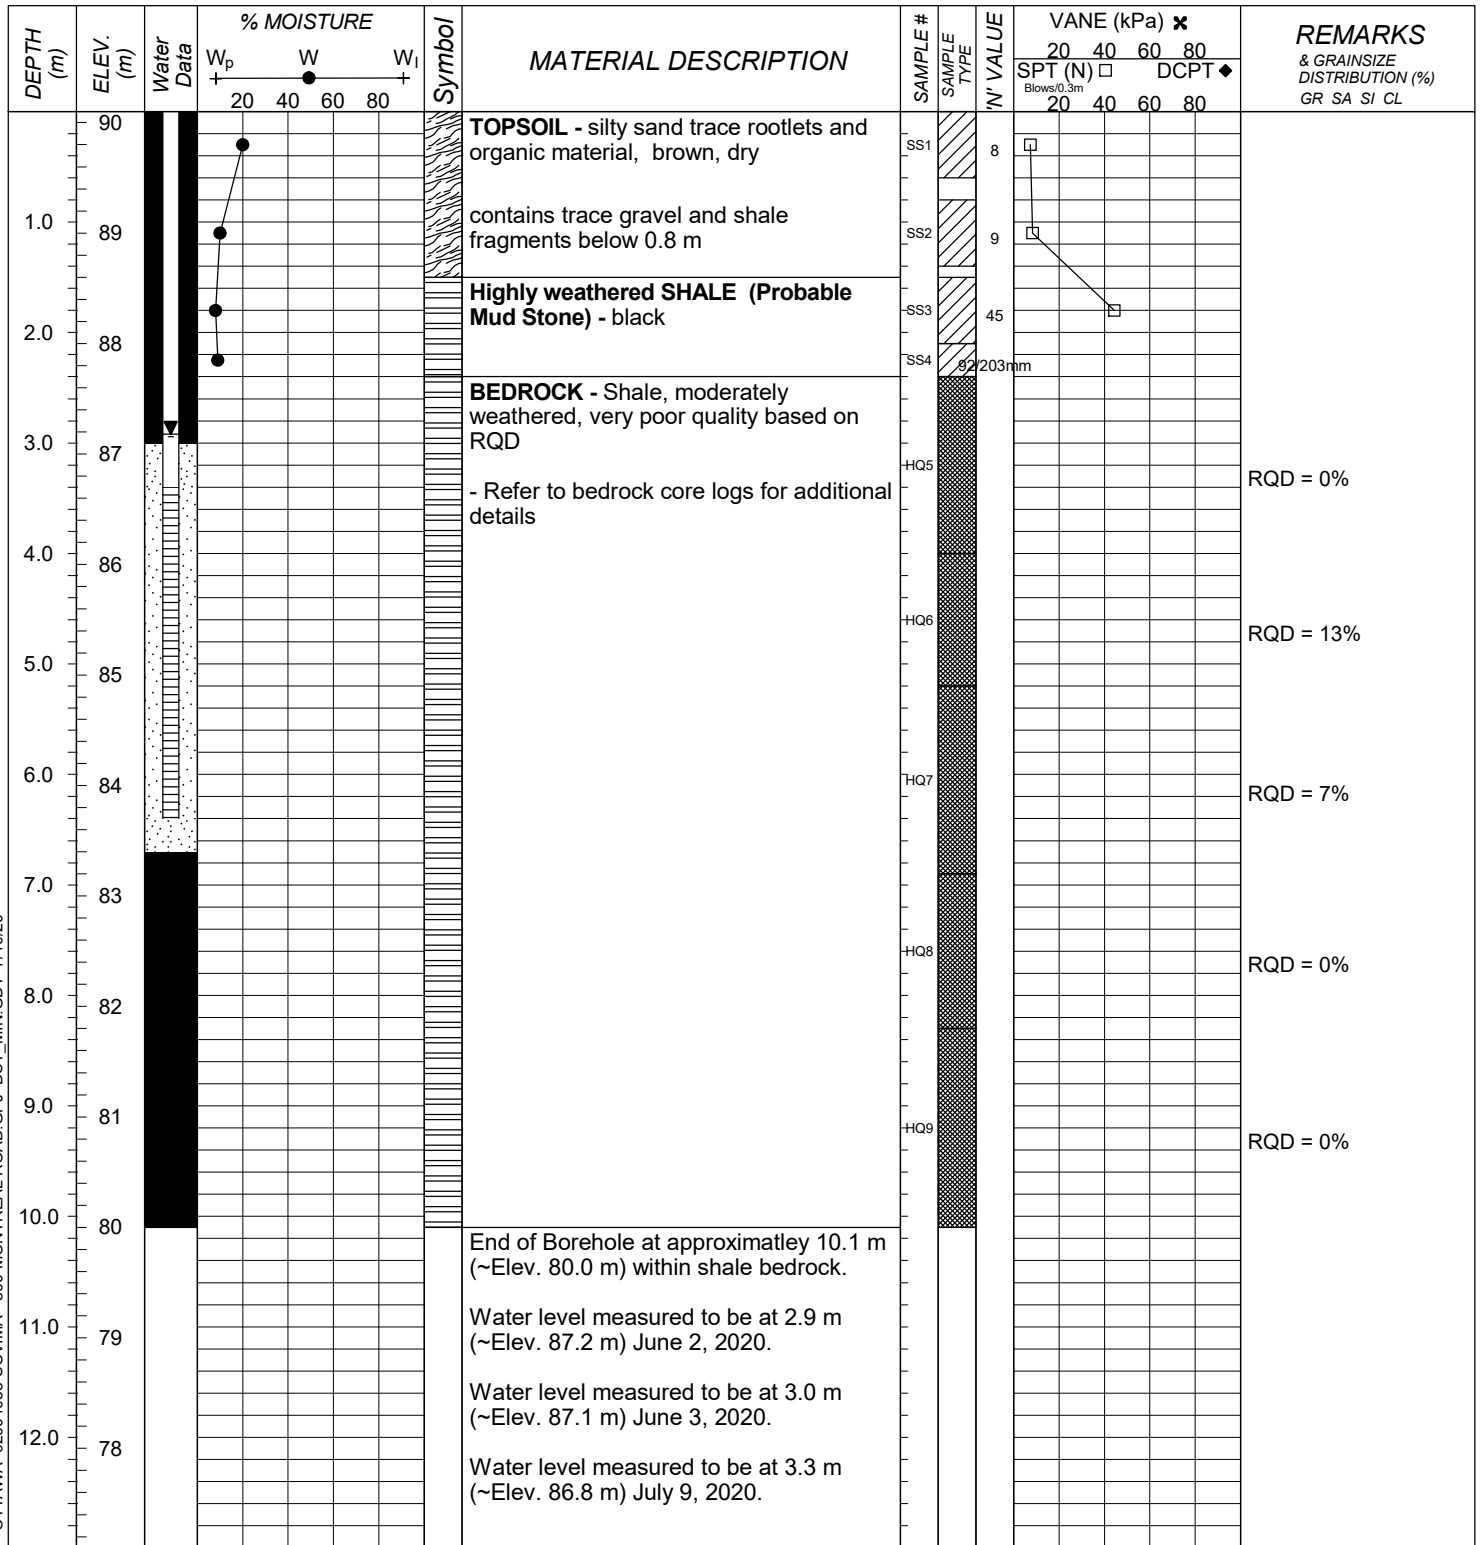 DEPTH (m)
ELEV. (m)
Water Data
% MOISTURE
Wp W Wl
20 40 60 80
Symbol
MATERIAL DESCRIPTION
SAMPLE #
SAMPLE TYPE
'N' VALUE
VANE (kPa)
20 40 60 80
SPT (N) DCPT
Blows/0.3m
20 40 60 80
REMARKS
& GRAINSIZE
DISTRIBUTION (%)
GR SA SI CL
90
TOPSOIL - silty sand trace rootlets and
organic material, brown, dry
SS1
8
1.0
89
contains trace gravel and shale
fragments below 0.8 m
SS2
9
Highly weathered SHALE (Probable
Mud Stone) - black
SS3
45
2.0
88
SS4
92/203mm
BEDROCK - Shale, moderately
weathered, very poor quality based on
RQD
3.0
87
HQ5
RQD = 0%
- Refer to bedrock core logs for additional
details
4.0
86
HQ6
RQD = 13%
5.0
85
6.0
84
HQ7
RQD = 7%
7.0
83
HQ8
RQD = 0%
8.0
82
9.0
81
HQ9
RQD = 0%
10.0
80
End of Borehole at approximatley 10.1 m
(~Elev. 80.0 m) within shale bedrock.
11.0
79
Water level measured to be at 2.9 m
(~Elev. 87.2 m) June 2, 2020.
Water level measured to be at 3.0 m
(~Elev. 87.1 m) June 3, 2020.
12.0
78
Water level measured to be at 3.3 m
(~Elev. 86.8 m) July 9, 2020.